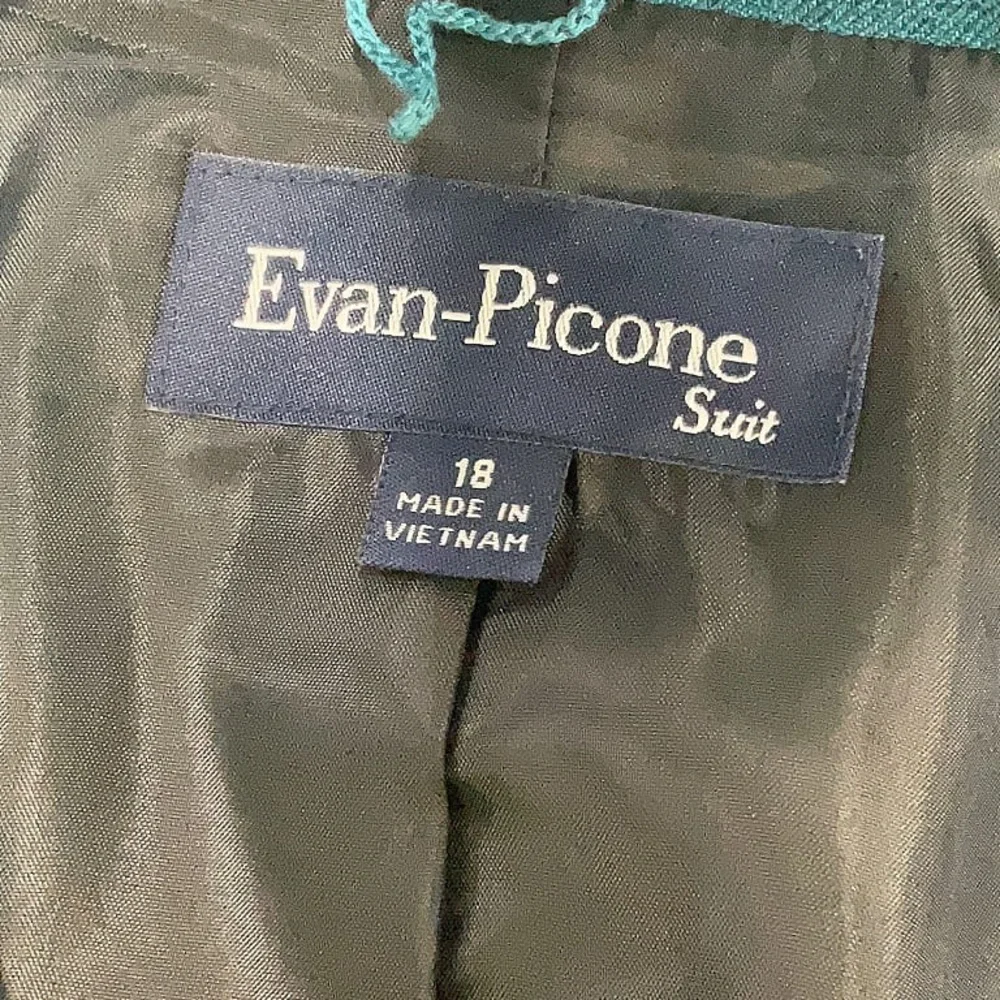 Evan-Picone
Suit
18
MADE IN
VIETNAM